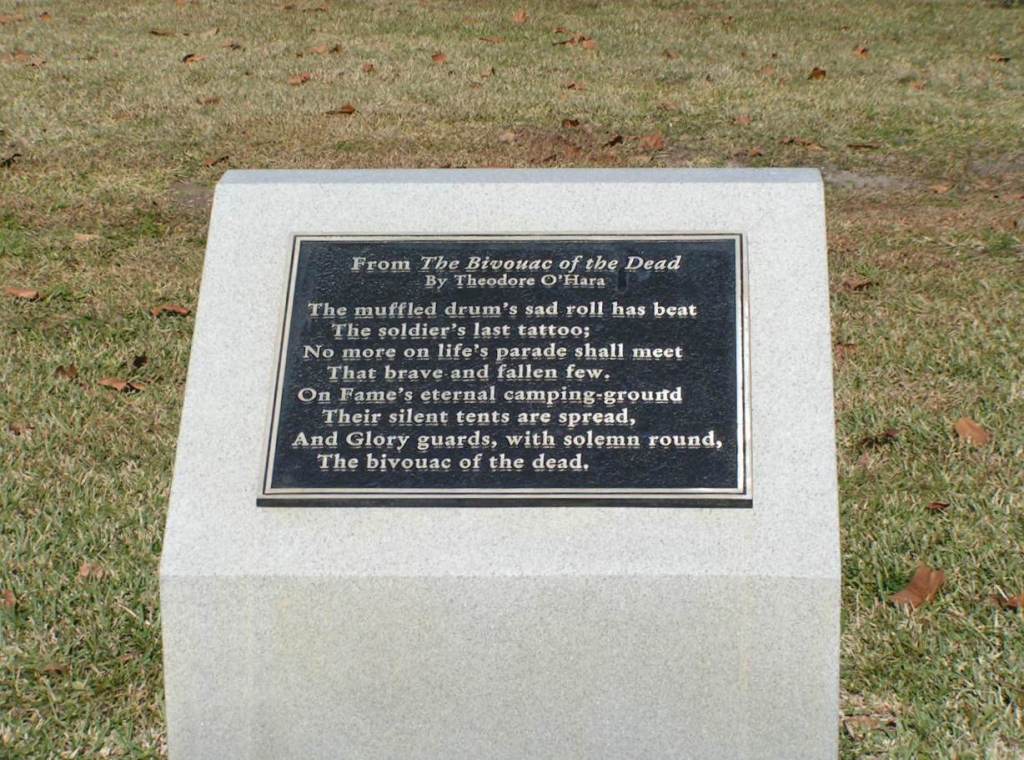 From The Bivouac of the Dead
By Theodore O'Hara
The muffled drum's sad roll has beat
The soldier's last tattoo;
No more on life's parade shall meet
That brave and fallen few.
On Fame's eternal camping-ground
Their silent tents are spread,
And Glory guards, with solemn round,
The bivouac of the dead.